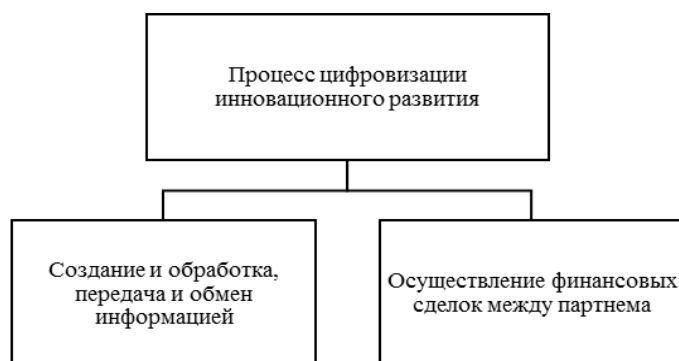 Процесс цифровизации
инновационного развития
Создание и обработка,
передача и обмен
информацией
Осуществление финансовых
сделок между партнема